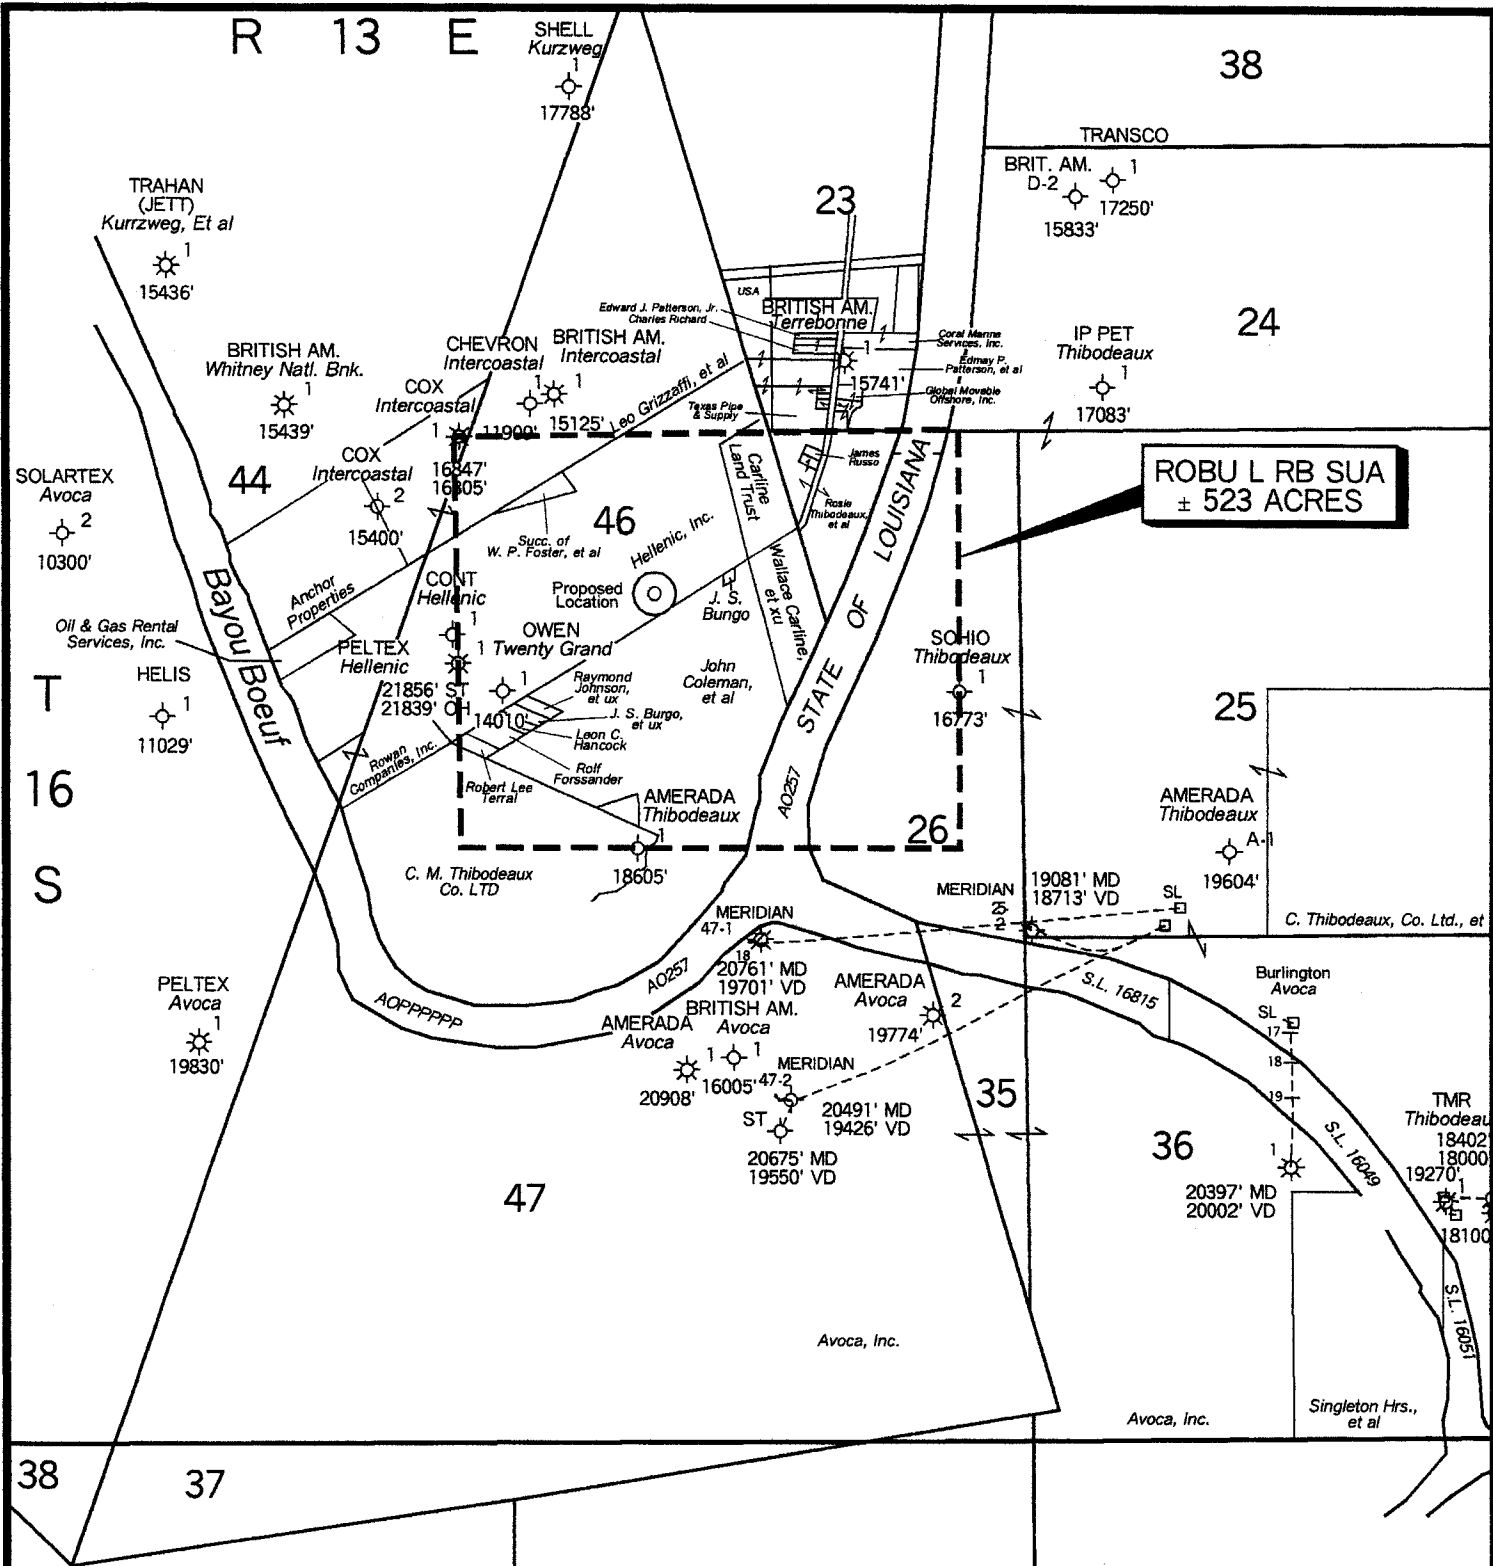 R 13 E
SHELL
Kurzweg
1
17788'
38
TRANSCO
BRIT. AM.
D-2
1
17250'
15833'
23
TRAHAN
(JETT)
Kurrzweg, Et al
1
15436'
USA
Edward J. Patterson, Jr.
Charles Richard
BRITISH AM.
Terrebonne
1
15741'
Coral Marine
Services, Inc.
Edmay P.
Patterson, et al
Global Movable
Offshore, Inc.
Texas Pipe
& Supply
24
IP PET
Thibodeaux
1
17083'
BRITISH AM.
Whitney Natl. Bnk.
1
15439'
CHEVRON
Intercoastal
1
11900'
BRITISH AM.
Intercoastal
1
15125'
Leo Grizzaffi, et al
COX
Intercoastal
1
16847'
16805'
COX
Intercoastal
2
15400'
44
SOLARTEX
Avoca
2
10300'
46
Succ. of
W. P. Foster, et al
Hellenic, Inc.
Carline
Land Trust
James
Russo
Rosie
Thibodeaux,
et al
Wallace Carline,
et xu
STATE OF LOUISIANA
ROBU L RB SUA
± 523 ACRES
Bayou Boeuf
Anchor
Properties
Oil & Gas Rental
Services, Inc.
CONT
Hellenic
1
Proposed
Location
J. S.
Bungo
PELTEX
Hellenic
1
21856' ST
21839' OH
OWEN
Twenty Grand
1
14010'
Raymond
Johnson,
et ux
J. S. Burgo,
et ux
Leon C.
Hancock
Rolf
Forssander
Robert Lee
Terral
Rowan
Companies, Inc.
John
Coleman,
et al
SOHIO
Thibodeaux
1
16773'
T
16
S
HELIS
1
11029'
25
AO257
26
AMERADA
Thibodeaux
1
18605'
C. M. Thibodeaux
Co. LTD
AMERADA
Thibodeaux
A-1
19604'
MERIDIAN
25-
2
19081' MD
18713' VD
SL
C. Thibodeaux, Co. Ltd., et
MERIDIAN
47-1
18
20761' MD
19701' VD
AO257
AOPPPPPP
PELTEX
Avoca
1
19830'
AMERADA
Avoca
1
20908'
BRITISH AM.
Avoca
1
16005'
AMERADA
Avoca
2
19774'
MERIDIAN
47-2
20491' MD
19426' VD
ST
20675' MD
19550' VD
S.L. 16815
Burlington
Avoca
SL
17
18
19
1
20397' MD
20002' VD
35
36
47
S.L. 16049
TMR
Thibodeau
18402'
18000
19270'
1
18100
S.L. 16051
Avoca, Inc.
Avoca, Inc.
Singleton Hrs.,
et al
38
37